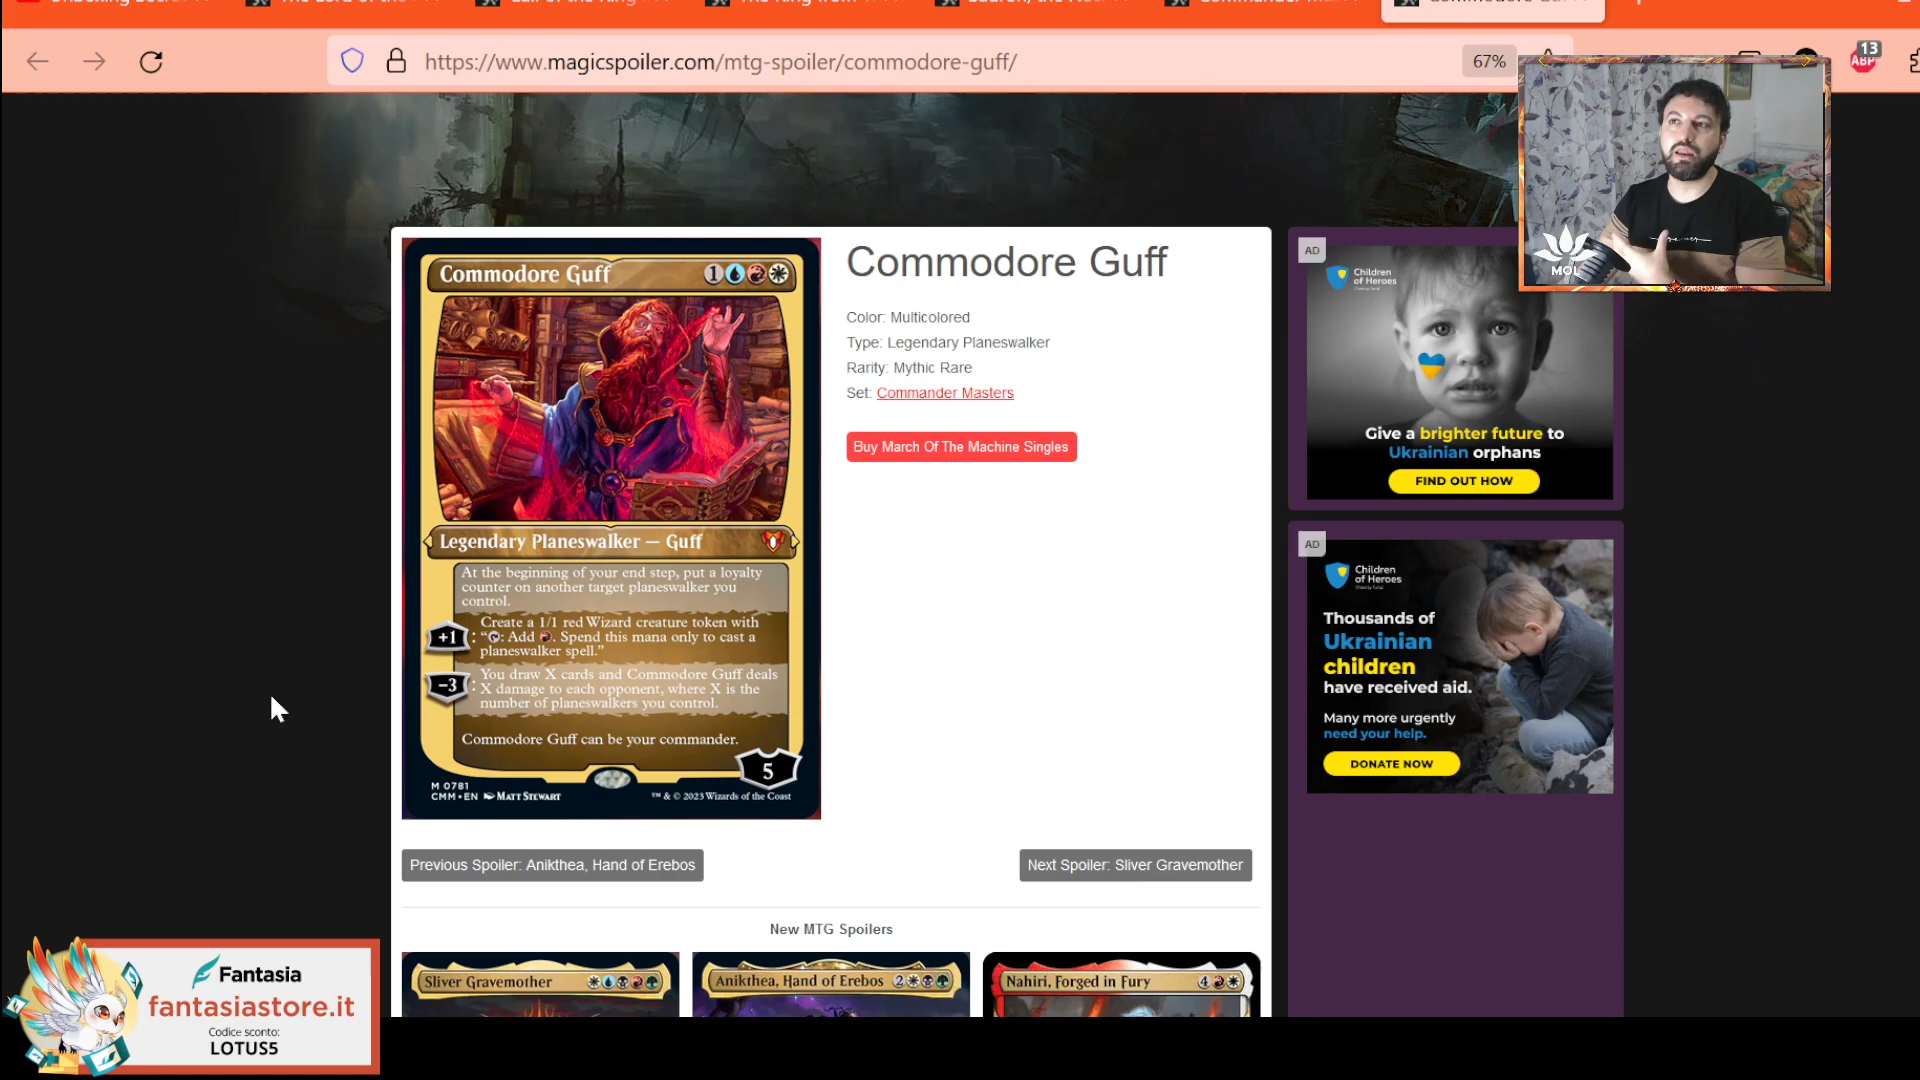 https://www.magicspoiler.com/mtg-spoiler/commodore-guff/
67%
13
ABP
MOL
Commodore Guff
1
Legendary Planeswalker — Guff
At the beginning of your end step, put a loyalty
counter on another target planeswalker you
control.
+1: Create a 1/1 red Wizard creature token with
“: Add . Spend this mana only to cast a
planeswalker spell.”
−3: You draw X cards and Commodore Guff deals
X damage to each opponent, where X is the
number of planeswalkers you control.
Commodore Guff can be your commander.
5
M 0781
CMM • EN MATT STEWART
™ & © 2023 Wizards of the Coast
Commodore Guff
Color: Multicolored
Type: Legendary Planeswalker
Rarity: Mythic Rare
Set: Commander Masters
Buy March Of The Machine Singles
AD
Children
of Heroes
Give a brighter future to
Ukrainian orphans
FIND OUT HOW
AD
Children
of Heroes
Thousands of
Ukrainian
children
have received aid.
Many more urgently
need your help.
DONATE NOW
Previous Spoiler: Anikthea, Hand of Erebos
Next Spoiler: Sliver Gravemother
New MTG Spoilers
Sliver Gravemother
Anikthea, Hand of Erebos 2
Nahiri, Forged in Fury 4
Fantasia
fantasiastore.it
Codice sconto:
LOTUS5